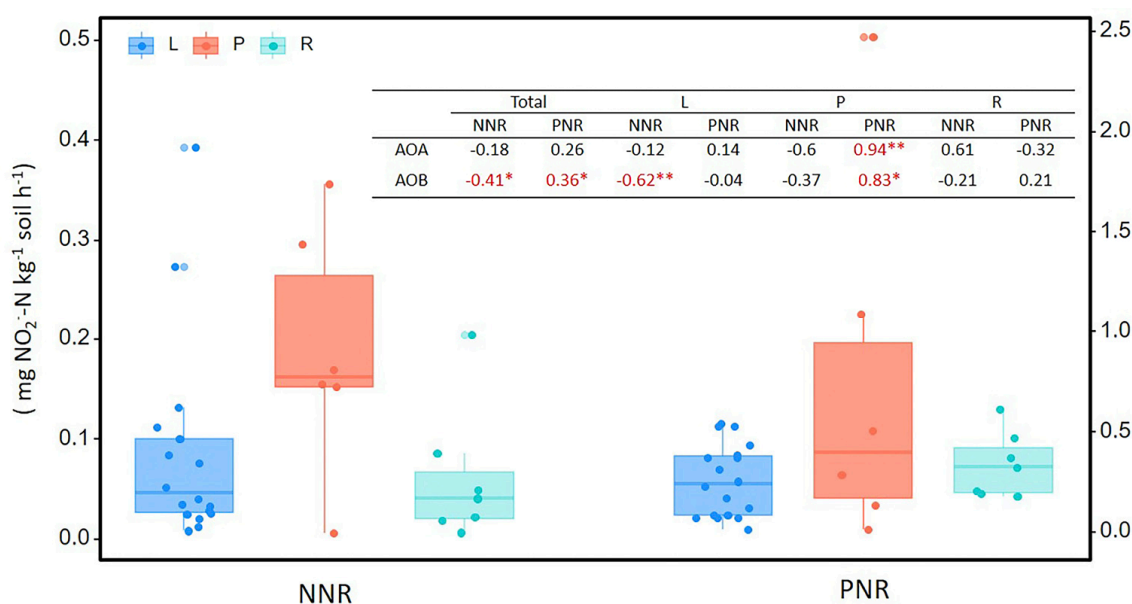 L P R
Total L P R
NNR PNR NNR PNR NNR PNR NNR PNR
AOA -0.18 0.26 -0.12 0.14 -0.6 0.94** 0.61 -0.32
AOB -0.41* 0.36* -0.62** -0.04 -0.37 0.83* -0.21 0.21
( mg NO₂⁻-N kg⁻¹ soil h⁻¹)
0.5
0.4
0.3
0.2
0.1
0.0
2.5
2.0
1.5
1.0
0.5
0.0
NNR PNR